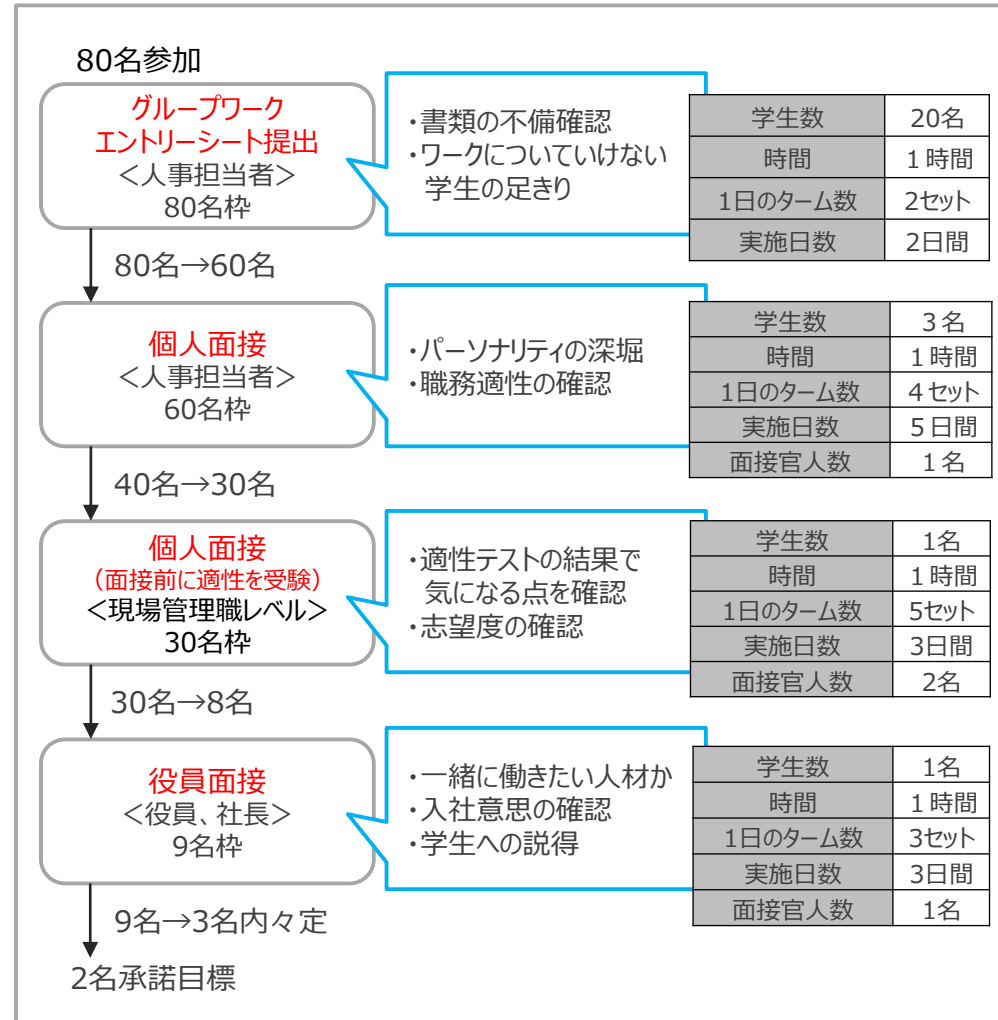 80名参加
グループワーク
エントリーシート提出
＜人事担当者＞
80名枠
・書類の不備確認
・ワークについていけない
学生の足きり
学生数 20名
時間 １時間
1日のターム数 2セット
実施日数 2日間
80名→60名
個人面接
＜人事担当者＞
60名枠
・パーソナリティの深堀
・職務適性の確認
学生数 ３名
時間 １時間
1日のターム数 ４セット
実施日数 ５日間
面接官人数 １名
40名→30名
個人面接
（面接前に適性を受験）
＜現場管理職レベル＞
30名枠
・適性テストの結果で
気になる点を確認
・志望度の確認
学生数 1名
時間 １時間
1日のターム数 5セット
実施日数 3日間
面接官人数 2名
30名→8名
役員面接
＜役員、社長＞
9名枠
・一緒に働きたい人材か
・入社意思の確認
・学生への説得
学生数 1名
時間 １時間
1日のターム数 3セット
実施日数 3日間
面接官人数 1名
9名→3名内々定
2名承諾目標